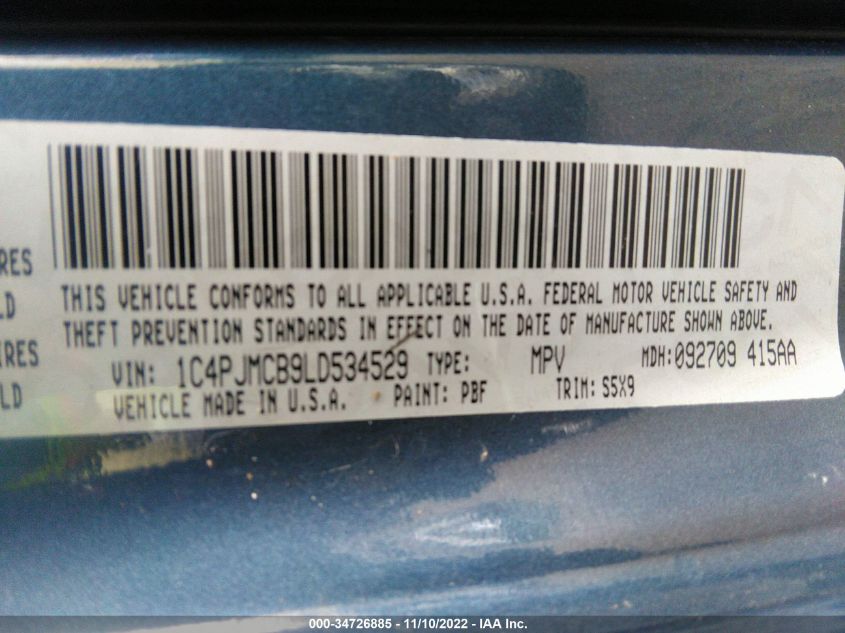 RES
LD
IRES
LD
THIS VEHICLE CONFORMS TO ALL APPLICABLE U.S.A. FEDERAL MOTOR VEHICLE SAFETY AND
THEFT PREVENTION STANDARDS IN EFFECT ON THE DATE OF MANUFACTURE SHOWN ABOVE.
VIN: 1C4PJMCB9LD534529 TYPE: MPV MDH:092709 415AA
VEHICLE MADE IN U.S.A. PAINT: PBF TRIM: S5X9
000-34726885 - 11/10/2022 - IAA Inc.